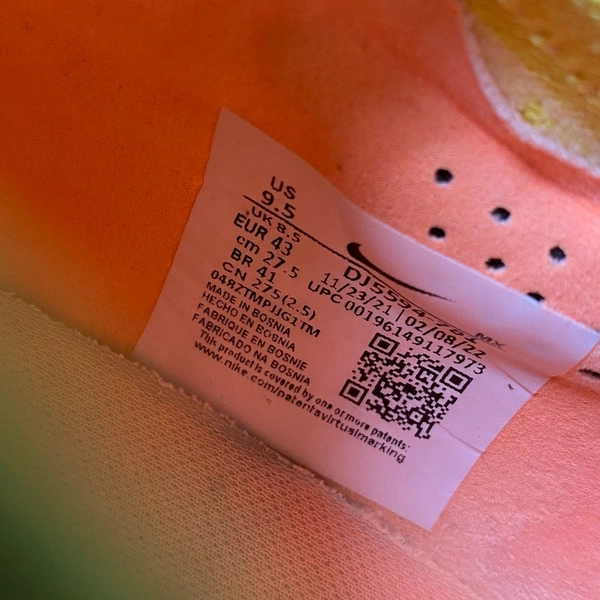 US
9.5
UK 8.5
EUR 43
cm 27.5
BR 41
CN 275(2.5)
11/23/21 | 02/08/22
UPC 00196149117973
MADE IN BOSNIA
HECHO EN BOSNIA
FABRIQUE EN BOSNIE
FABRICADO NA BOSNIA
This product is covered by one or more patents:
www.nike.com/patentsvirtualmarking